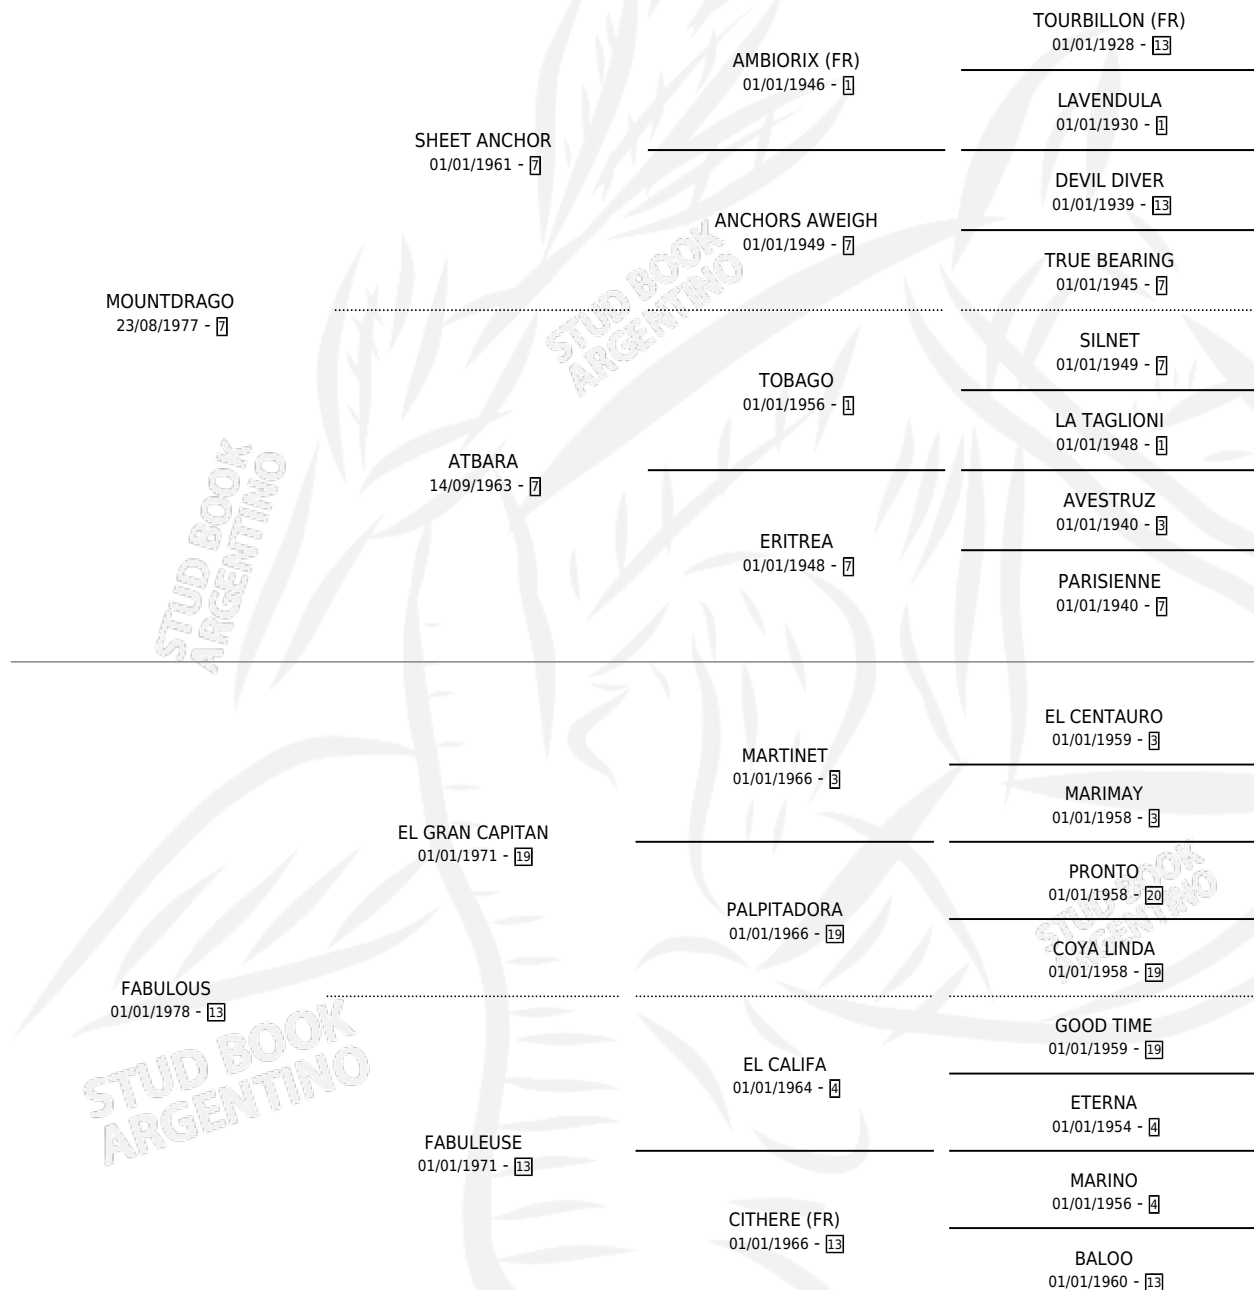 TOURBILLON (FR)
01/01/1928 - 13
AMBIORIX (FR)
01/01/1946 - 1
LAVENDULA
01/01/1930 - 1
SHEET ANCHOR
01/01/1961 - 7
DEVIL DIVER
01/01/1939 - 13
ANCHORS AWEIGH
01/01/1949 - 7
TRUE BEARING
01/01/1945 - 7
MOUNTDRAGO
23/08/1977 - 7
SILNET
01/01/1949 - 7
TOBAGO
01/01/1956 - 1
LA TAGLIONI
01/01/1948 - 1
ATBARA
14/09/1963 - 7
AVESTRUZ
01/01/1940 - 3
ERITREA
01/01/1948 - 7
PARISIENNE
01/01/1940 - 7
EL CENTAURO
01/01/1959 - 3
MARTINET
01/01/1966 - 3
MARIMAY
01/01/1958 - 3
EL GRAN CAPITAN
01/01/1971 - 19
PRONTO
01/01/1958 - 20
PALPITADORA
01/01/1966 - 19
COYA LINDA
01/01/1958 - 19
FABULOUS
01/01/1978 - 13
GOOD TIME
01/01/1959 - 19
EL CALIFA
01/01/1964 - 4
ETERNA
01/01/1954 - 4
FABULEUSE
01/01/1971 - 13
MARINO
01/01/1956 - 4
CITHERE (FR)
01/01/1966 - 13
BALOO
01/01/1960 - 13
STUD BOOK
ARGENTINO
STUD BOOK
ARGENTINO
STUD BOOK
ARGENTINO
STUD BOOK
ARGENTINO